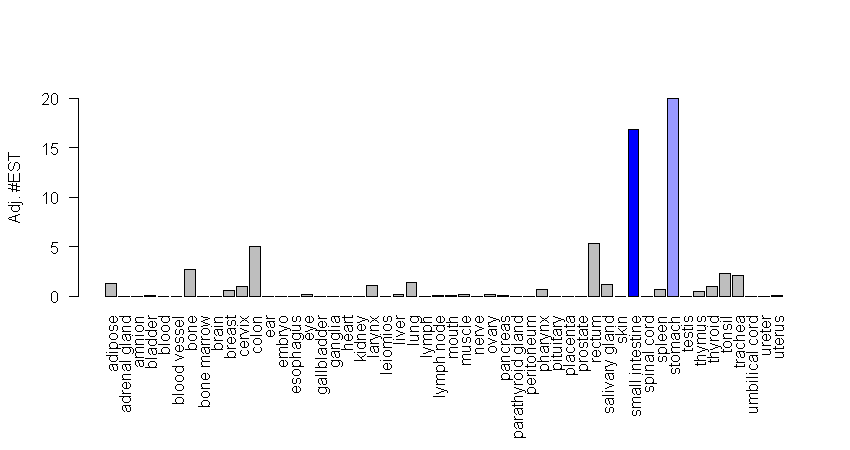 Adj. #EST
20
15
10
5
0
adipose
adrenal gland
amnion
bladder
blood
blood vessel
bone
bone marrow
brain
breast
cervix
colon
ear
embryo
esophagus
eye
gallbladder
ganglia
heart
kidney
larynx
leiomios
liver
lung
lymph
lymph node
mouth
muscle
nerve
ovary
pancreas
parathyroid gland
peritoneum
pharynx
pituitary
placenta
prostate
rectum
salivary gland
skin
small intestine
spinal cord
spleen
stomach
testis
thymus
thyroid
tonsil
trachea
umbilical cord
ureter
uterus